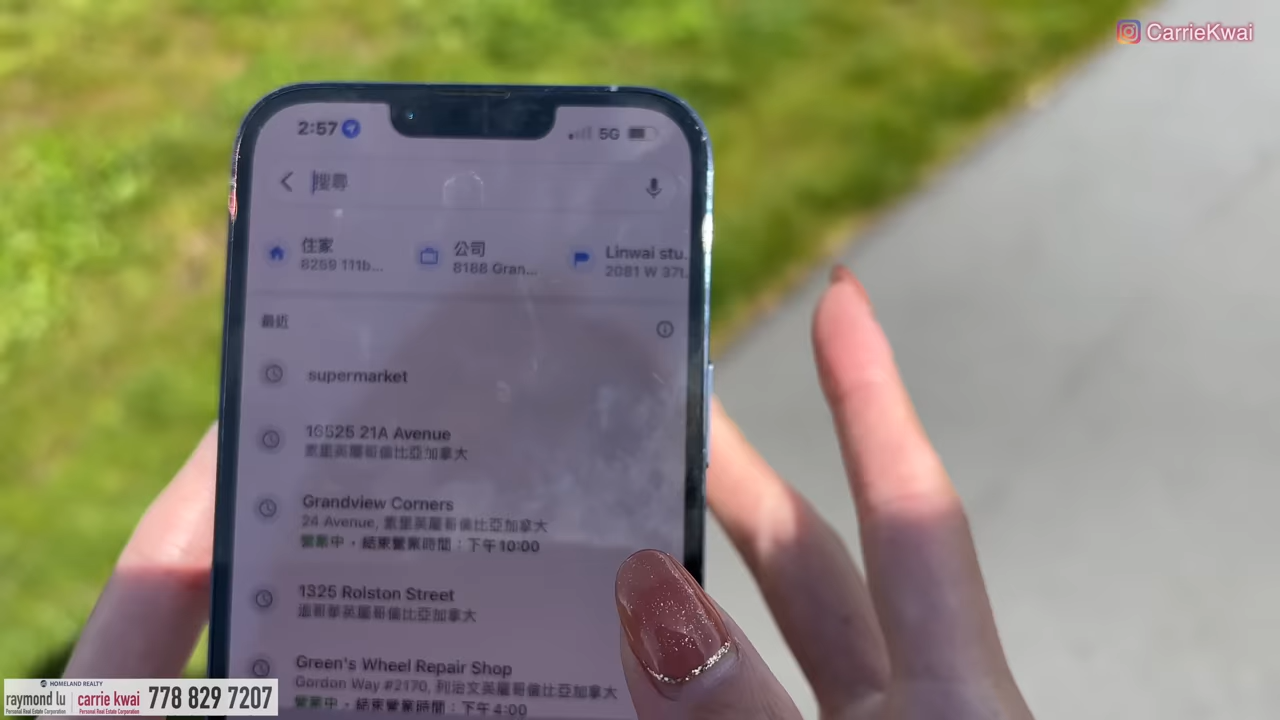 CarrieKwai
2:57
5G
搜尋
住家
8259 111b...
公司
8188 Gran...
Linwai stu.
2081 W 37t.
最近
supermarket
16525 21A Avenue
素里英屬哥倫比亞加拿大
Grandview Corners
24 Avenue, 素里英屬哥倫比亞加拿大
營業中・結束營業時間：下午10:00
1325 Rolston Street
溫哥華英屬哥倫比亞加拿大
Green's Wheel Repair Shop
Gordon Way #2170, 列治文英屬哥倫比亞加拿大
營業中・結束營業時間：下午4:00
HOMELAND REALTY
raymond lu
Personal Real Estate Corporation
carrie kwai
Personal Real Estate Corporation
778 829 7207